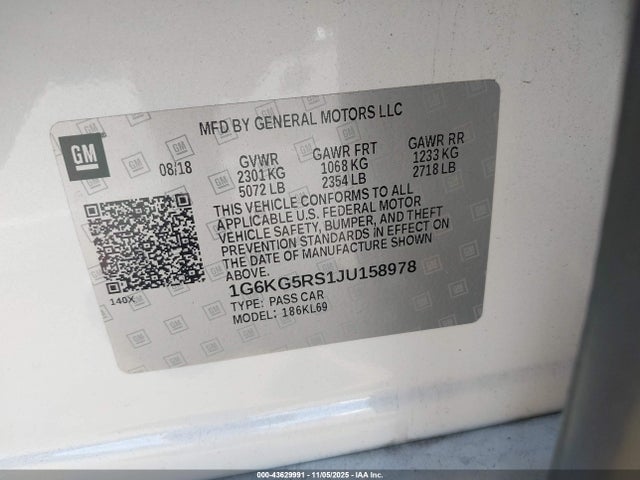 MFD BY GENERAL MOTORS LLC
GM
08/18
GVWR
2301 KG
5072 LB
GAWR FRT
1068 KG
2354 LB
GAWR RR
1233 KG
2718 LB
THIS VEHICLE CONFORMS TO ALL
APPLICABLE U.S. FEDERAL MOTOR
VEHICLE SAFETY, BUMPER, AND THEFT
PREVENTION STANDARDS IN EFFECT ON
THE DATE OF MANUFACTURE SHOWN
ABOVE.
1G6KG5RS1JU158978
140X
TYPE: PASS CAR
MODEL: 186KL69
000-43629991 - 11/05/2025 - IAA Inc.